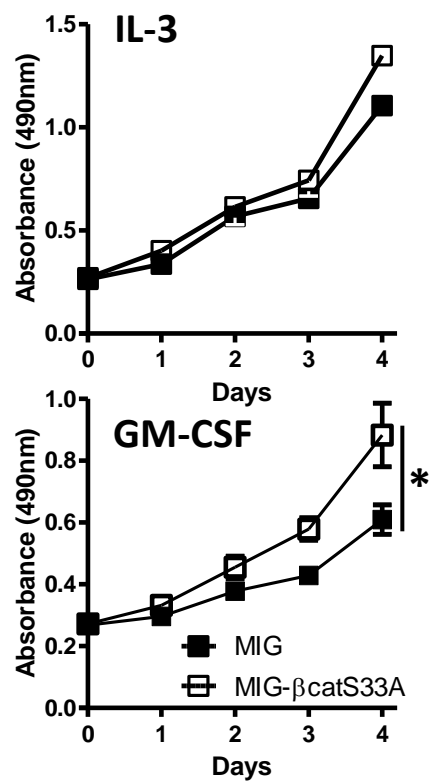 IL-3
Absorbance (490nm)
1.5
1.0
0.5
0.0
0 1 2 3 4
Days
GM-CSF
Absorbance (490nm)
1.0
0.8
0.6
0.4
0.2
0.0
*
MIG
MIG-βcatS33A
0 1 2 3 4
Days